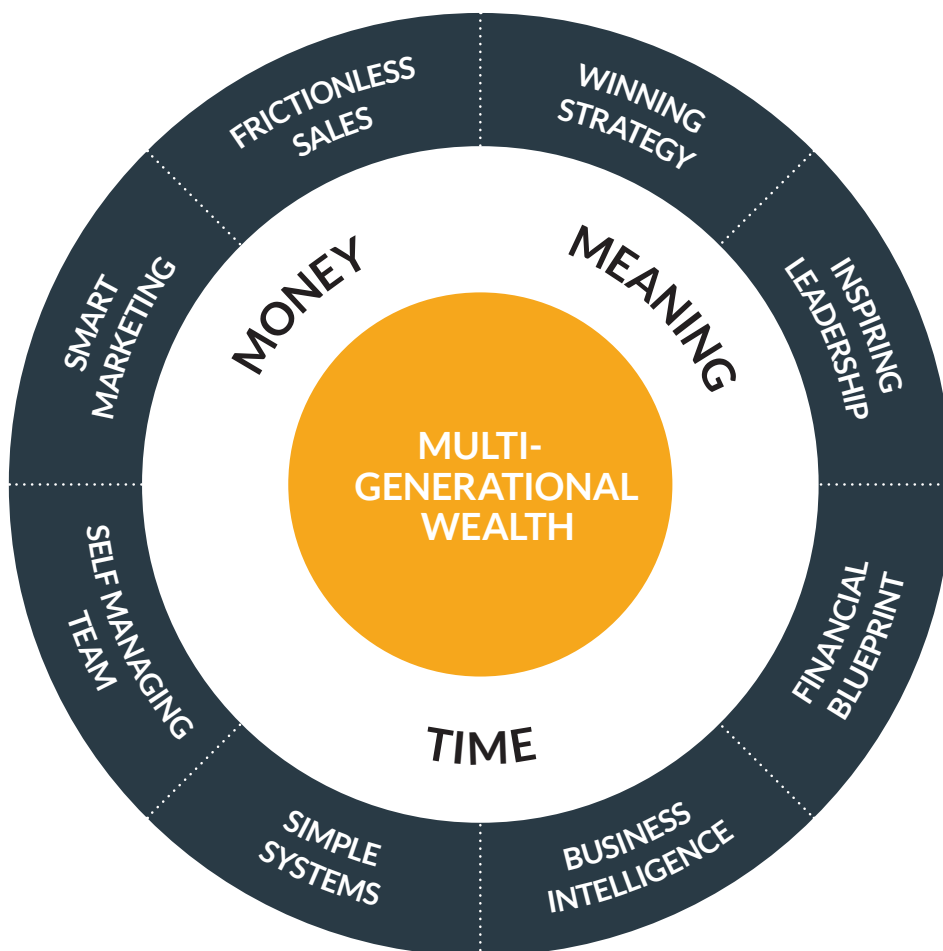 FRICTIONLESS
SALES
WINNING
STRATEGY
INSPIRING
LEADERSHIP
FINANCIAL
BLUEPRINT
BUSINESS
INTELLIGENCE
SIMPLE
SYSTEMS
SELF MANAGING
TEAM
SMART
MARKETING
MONEY
MEANING
TIME
MULTI-
GENERATIONAL
WEALTH